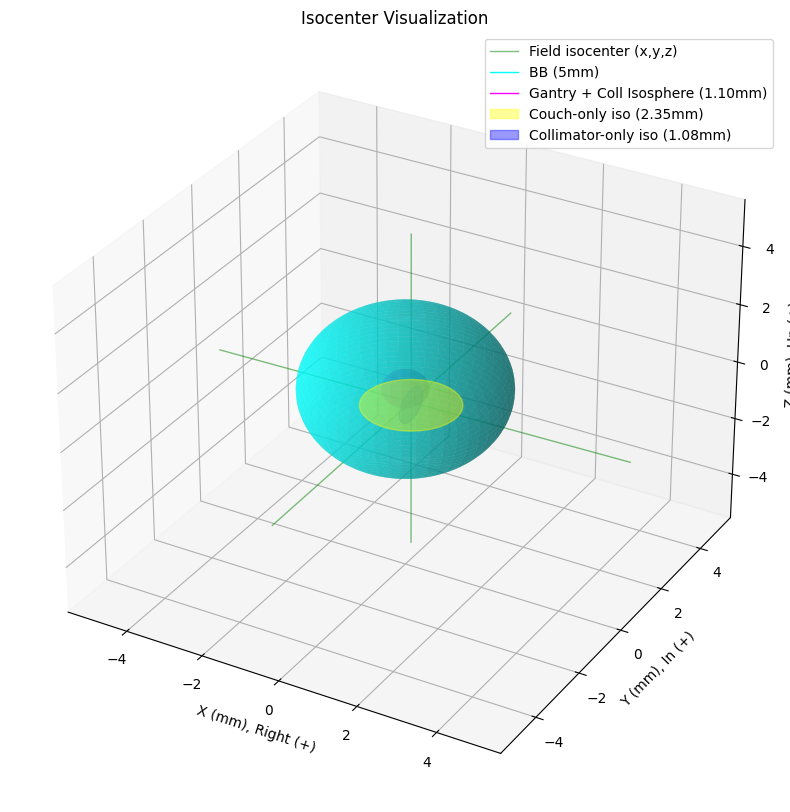 Isocenter Visualization
Field isocenter (x,y,z)
BB (5mm)
Gantry + Coll Isosphere (1.10mm)
Couch-only iso (2.35mm)
Collimator-only iso (1.08mm)
4
2
0
−2
−4
Z (mm),
4
2
0
−2
−4
Y (mm), In (+)
−4
−2
0
2
4
X (mm), Right (+)